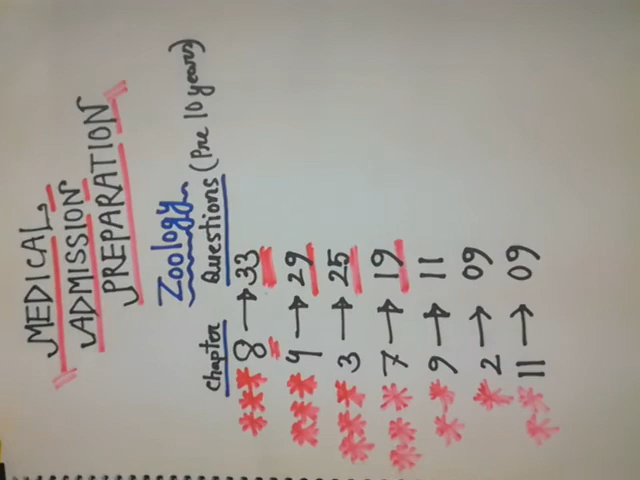 MEDICAL
ADMISSION
PREPARATION
Zoology
Chapter Questions (Pre 10 years)
*** 8 → 33
*** 4 → 29
*** 3 → 25
*** 7 → 19
** 9 → 11
* 2 → 09
** 11 → 09